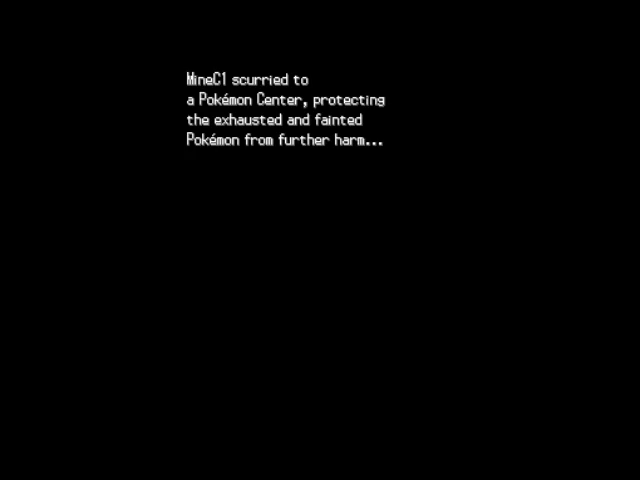 MineC1 scurried to
a Pokémon Center, protecting
the exhausted and fainted
Pokémon from further harm...